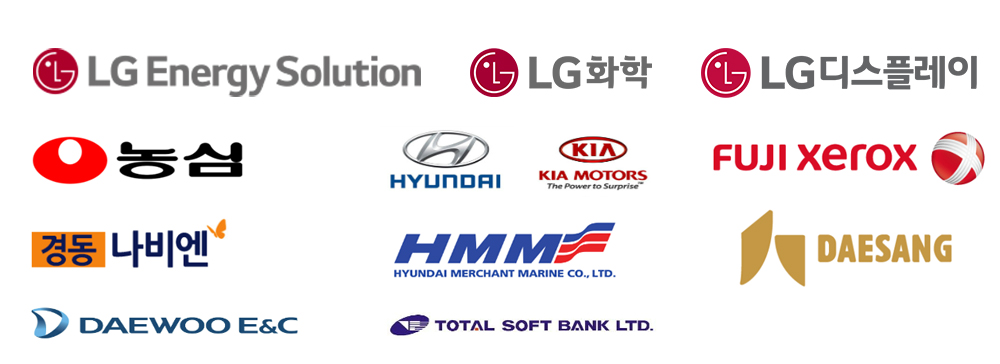 LG Energy Solution
LG화학
LG디스플레이
농심
HYUNDAI
KIA
KIA MOTORS
The Power to Surprise™
FUJI xerox
경동 나비엔
HMM
HYUNDAI MERCHANT MARINE CO., LTD.
DAESANG
DAEWOO E&C
TOTAL SOFT BANK LTD.